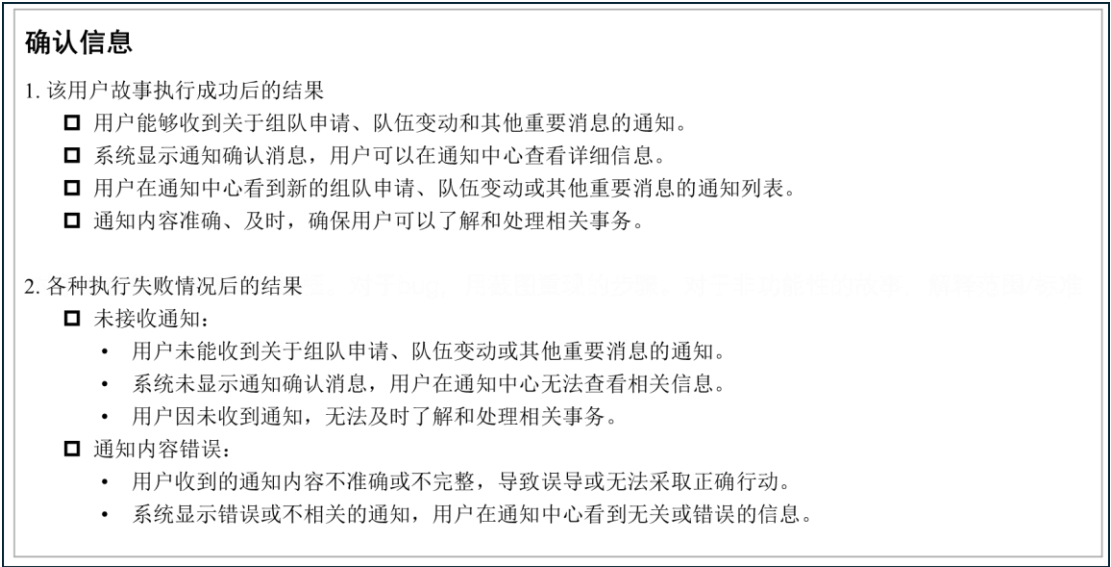 确认信息
1. 该用户故事执行成功后的结果
用户能够收到关于组队申请、队伍变动和其他重要消息的通知。
系统显示通知确认消息，用户可以在通知中心查看详细信息。
用户在通知中心看到新的组队申请、队伍变动或其他重要消息的通知列表。
通知内容准确、及时，确保用户可以了解和处理相关事务。
2. 各种执行失败情况后的结果
未接收通知：
• 用户未能收到关于组队申请、队伍变动或其他重要消息的通知。
• 系统未显示通知确认消息，用户在通知中心无法查看相关信息。
• 用户因未收到通知，无法及时了解和处理相关事务。
通知内容错误：
• 用户收到的通知内容不准确或不完整，导致误导或无法采取正确行动。
• 系统显示错误或不相关的通知，用户在通知中心看到无关或错误的信息。